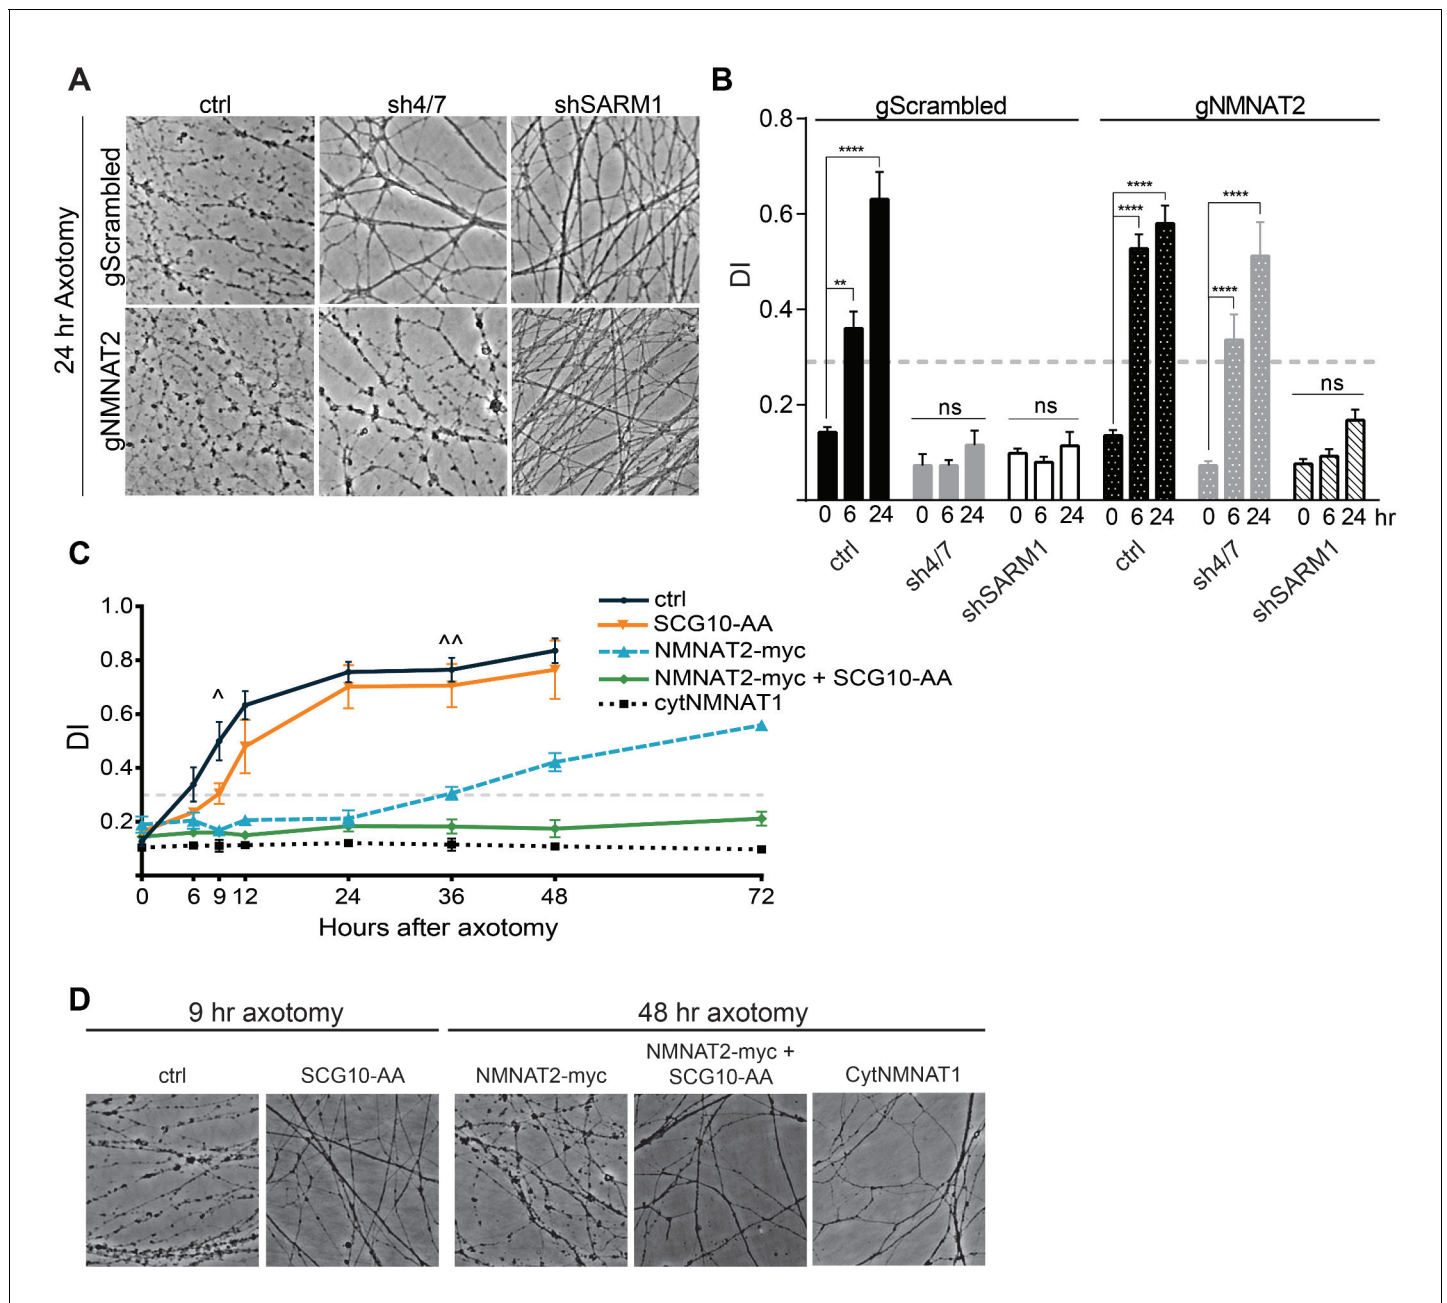 A
ctrl
sh4/7
shSARM1
24 hr Axotomy
gScrambled
gNMNAT2
B
gScrambled
gNMNAT2
DI
0.8
0.6
0.4
0.2
**
****
ns
ns
****
****
****
****
ns
0 6 24 0 6 24 0 6 24 0 6 24 0 6 24 0 6 24 hr
ctrl
sh4/7
shSARM1
ctrl
sh4/7
shSARM1
C
DI
1.0
0.8
0.6
0.4
0.2
^
^^
ctrl
SCG10-AA
NMNAT2-myc
NMNAT2-myc + SCG10-AA
cytNMNAT1
0 6 9 12 24 36 48 72
Hours after axotomy
D
9 hr axotomy
48 hr axotomy
ctrl
SCG10-AA
NMNAT2-myc
NMNAT2-myc +
SCG10-AA
CytNMNAT1